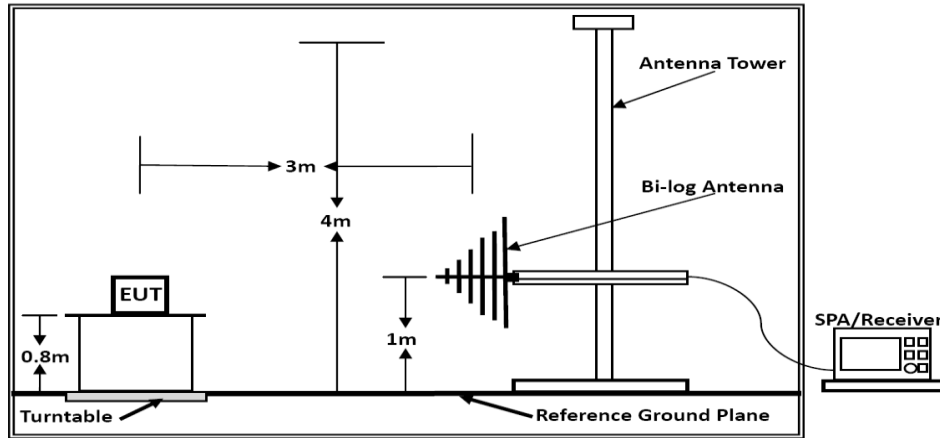 Antenna Tower
3m
Bi-log Antenna
4m
EUT
SPA/Receiver
1m
0.8m
Turntable
Reference Ground Plane